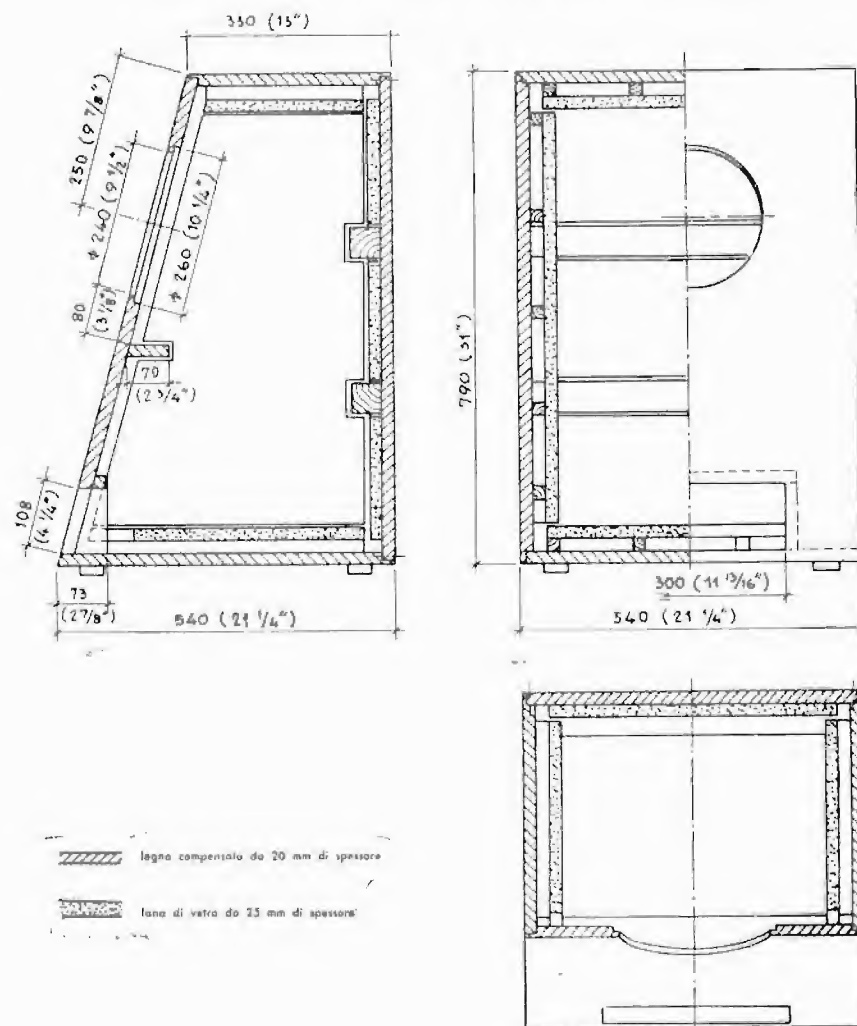 330 (13")
250 (9 7/8")
ϕ 240 (9 1/2")
ϕ 260 (10 1/4")
80
(3 1/8")
70
(2 3/4")
108
(4 1/4")
73
(2 7/8")
540 (21 1/4")
790 (31")
300 (11 13/16")
540 (21 1/4")
legno compensato da 20 mm di spessore
lana di vetro da 25 mm di spessore